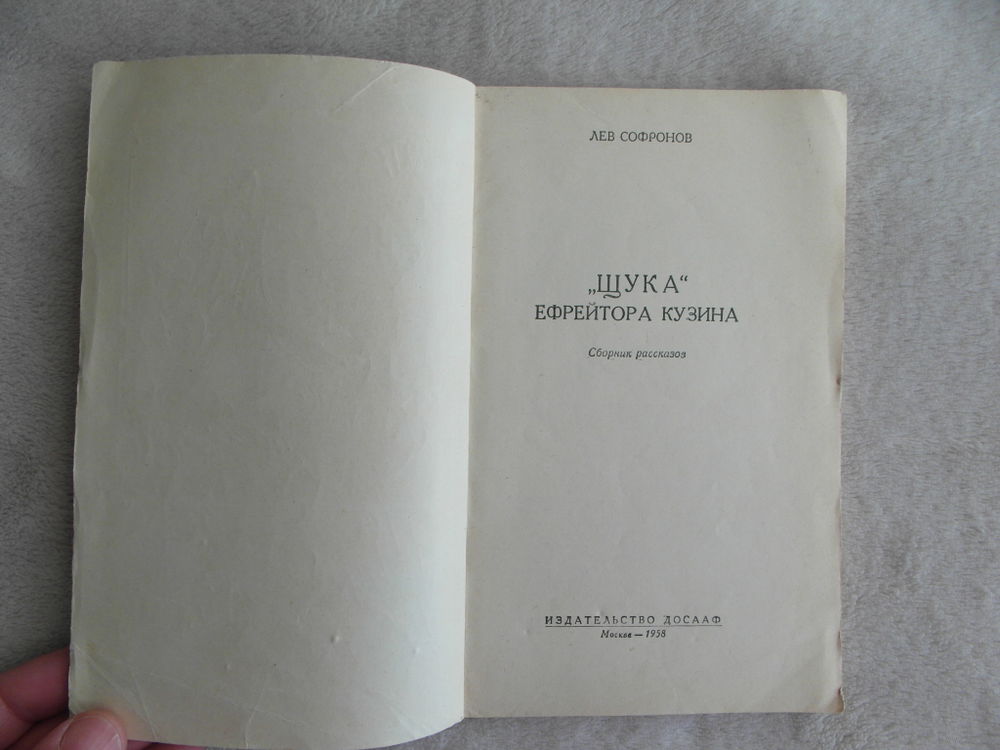 ЛЕВ СОФРОНОВ
„ЩУКА“
ЕФРЕЙТОРА КУЗИНА
Сборник рассказов
ИЗДАТЕЛЬСТВО ДОСААФ
Москва — 1958